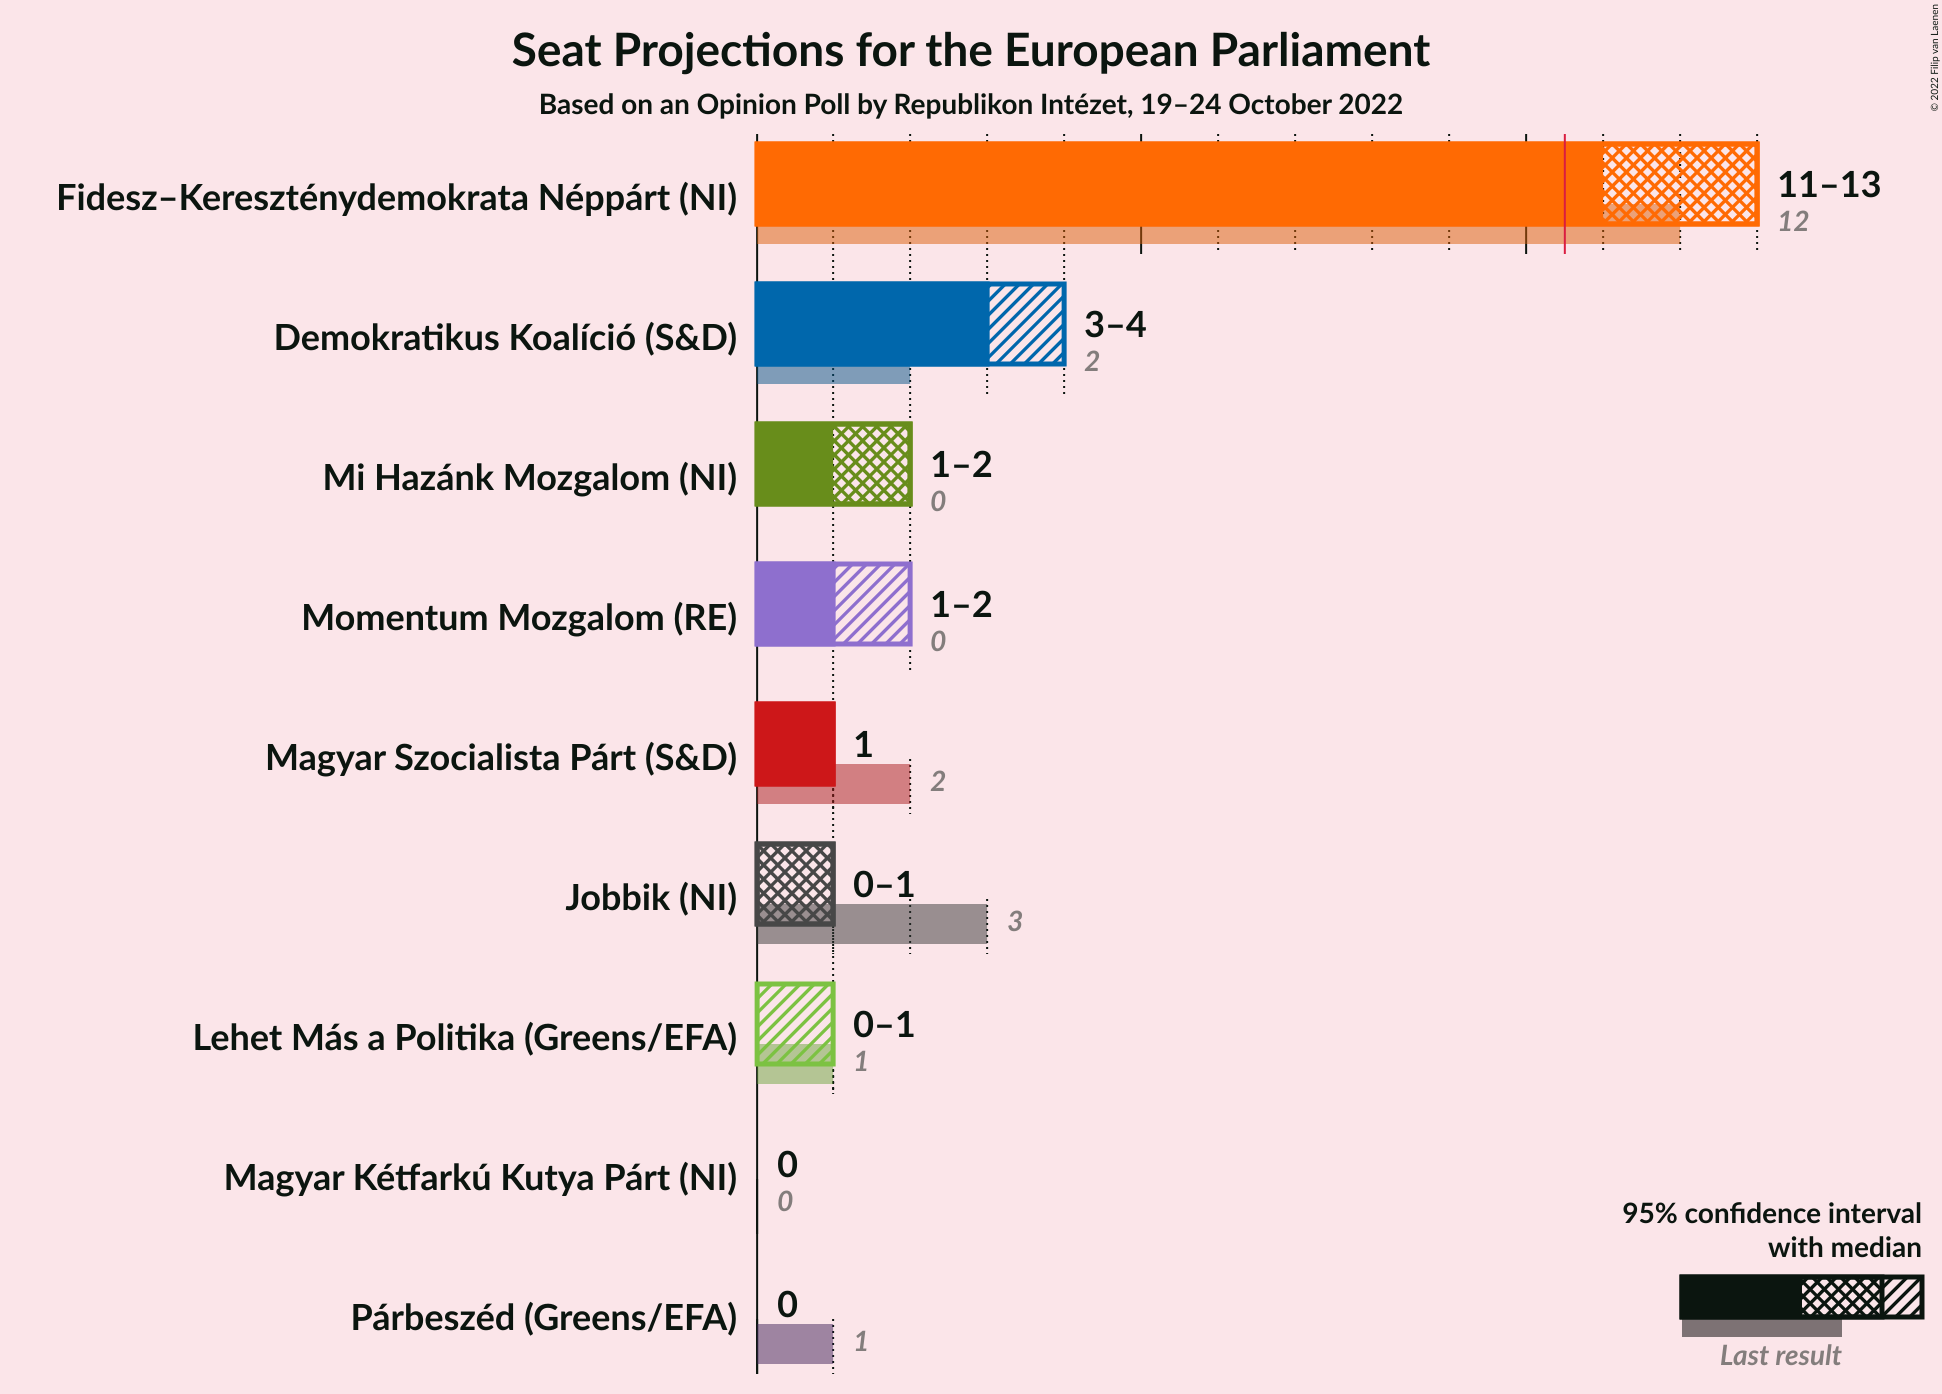 Seat Projections for the European Parliament
Based on an Opinion Poll by Republikon Intézet, 19–24 October 2022
© 2022 Filip van Laenen
Fidesz–Kereszténydemokrata Néppárt (NI)
11–13
12
Demokratikus Koalíció (S&D)
3–4
2
Mi Hazánk Mozgalom (NI)
1–2
0
Momentum Mozgalom (RE)
1–2
0
Magyar Szocialista Párt (S&D)
1
2
Jobbik (NI)
0–1
3
Lehet Más a Politika (Greens/EFA)
0–1
1
Magyar Kétfarkú Kutya Párt (NI)
0
0
Párbeszéd (Greens/EFA)
0
1
95% confidence interval
with median
Last result